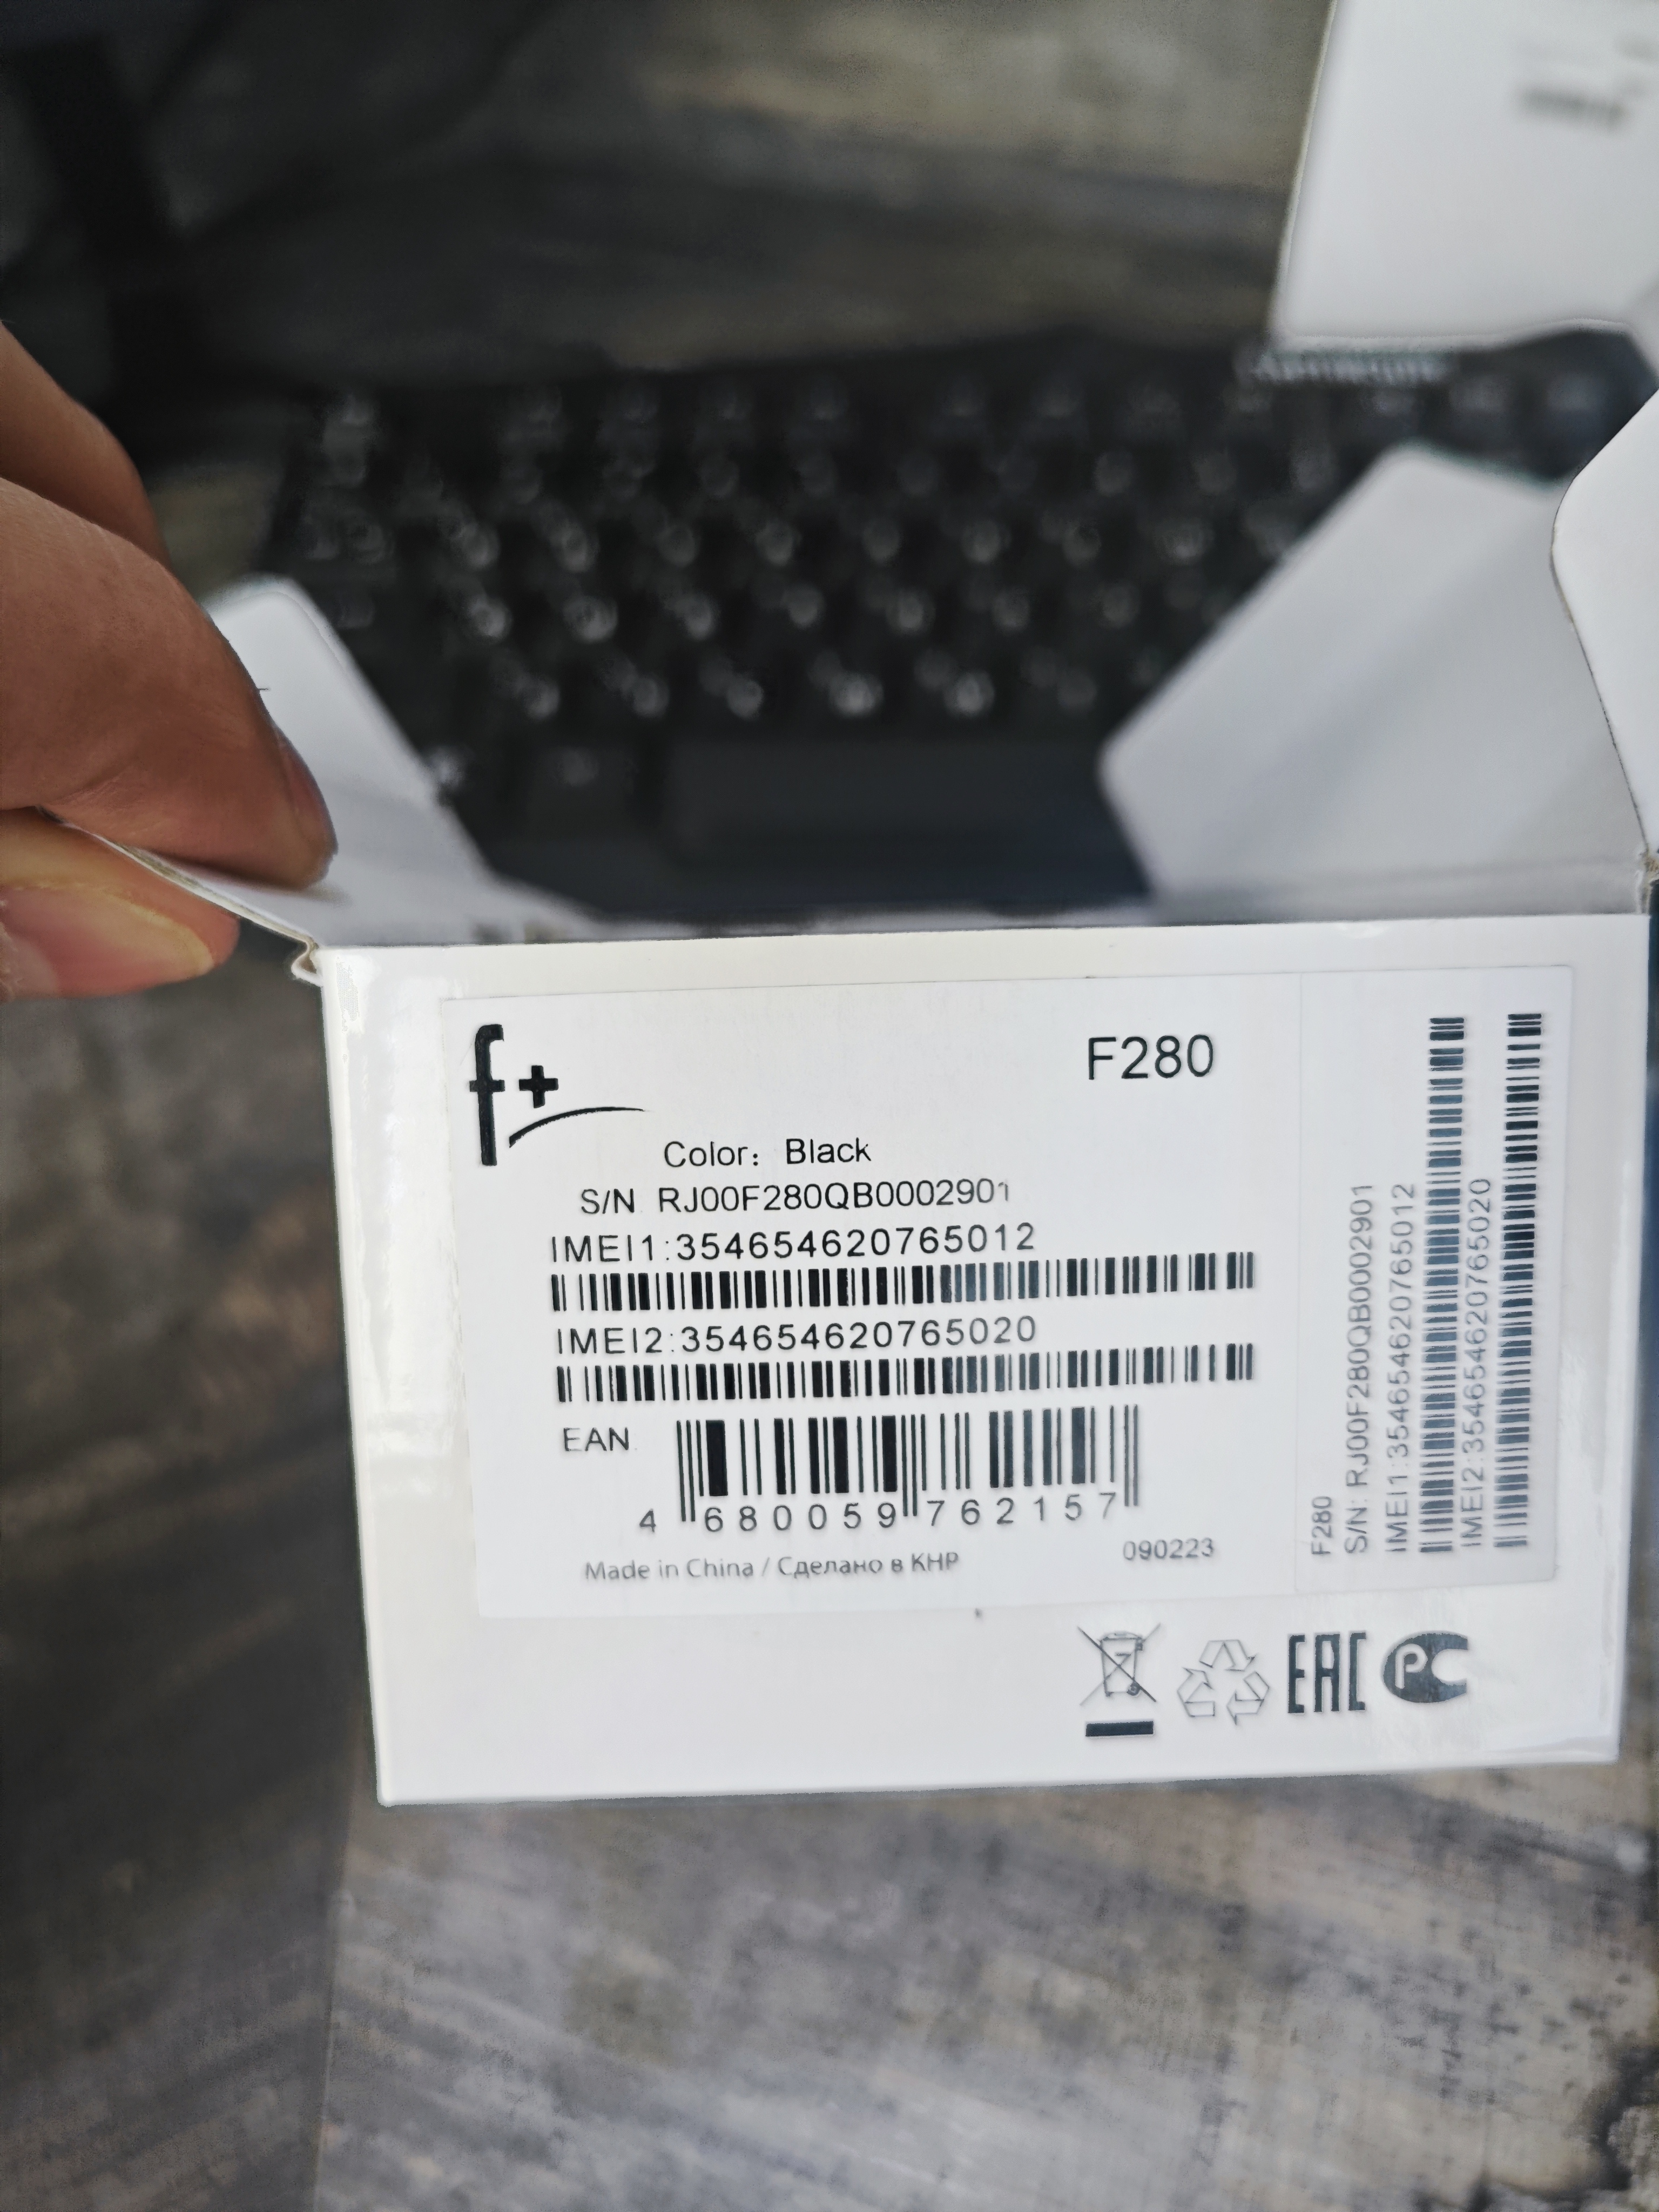 f+
F280
Color: Black
S/N RJ00F280QB0002901
IMEI1:354654620765012
IMEI2:354654620765020
EAN
4 680059 762157
Made in China / Сделано в КНР
090223
F280
S/N: RJ00F280QB0002901
IMEI1:354654620765012
IMEI2:354654620765020
EAC
PC